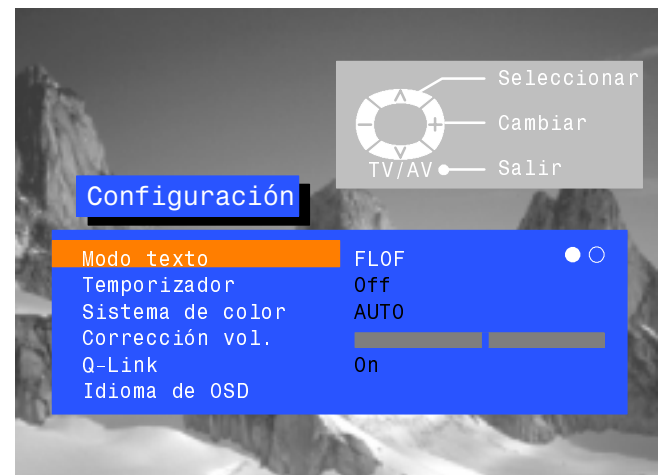 Seleccionar
Cambiar
TV/AV Salir
Configuración
Modo texto FLOF
Temporizador Off
Sistema de color AUTO
Corrección vol.
Q-Link On
Idioma de OSD